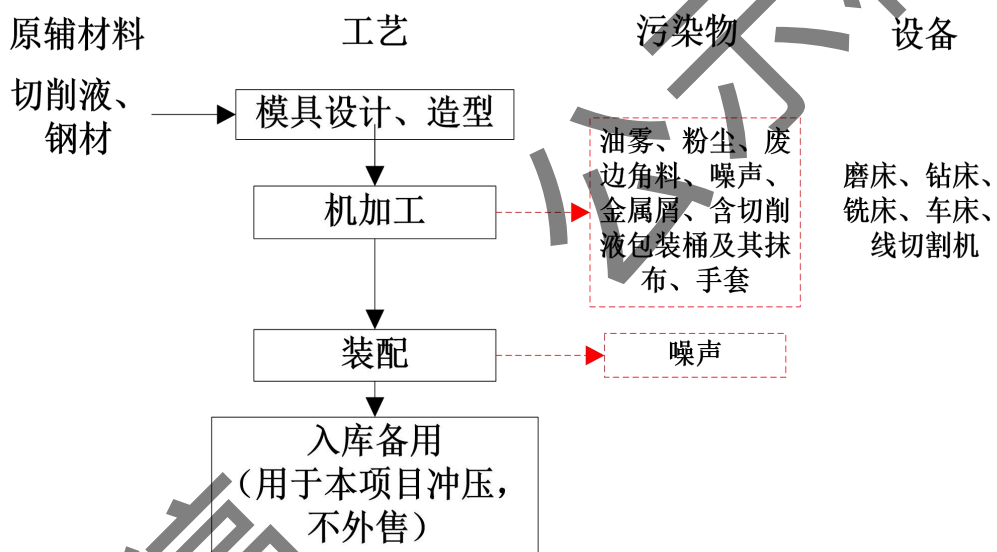 原辅材料 工艺 污染物 设备
切削液、
钢材
模具设计、造型
机加工
油雾、粉尘、废
边角料、噪声、
金属屑、含切削
液包装桶及其抹
布、手套
磨床、钻床、
铣床、车床、
线切割机
装配
噪声
入库备用
（用于本项目冲压，
不外售）